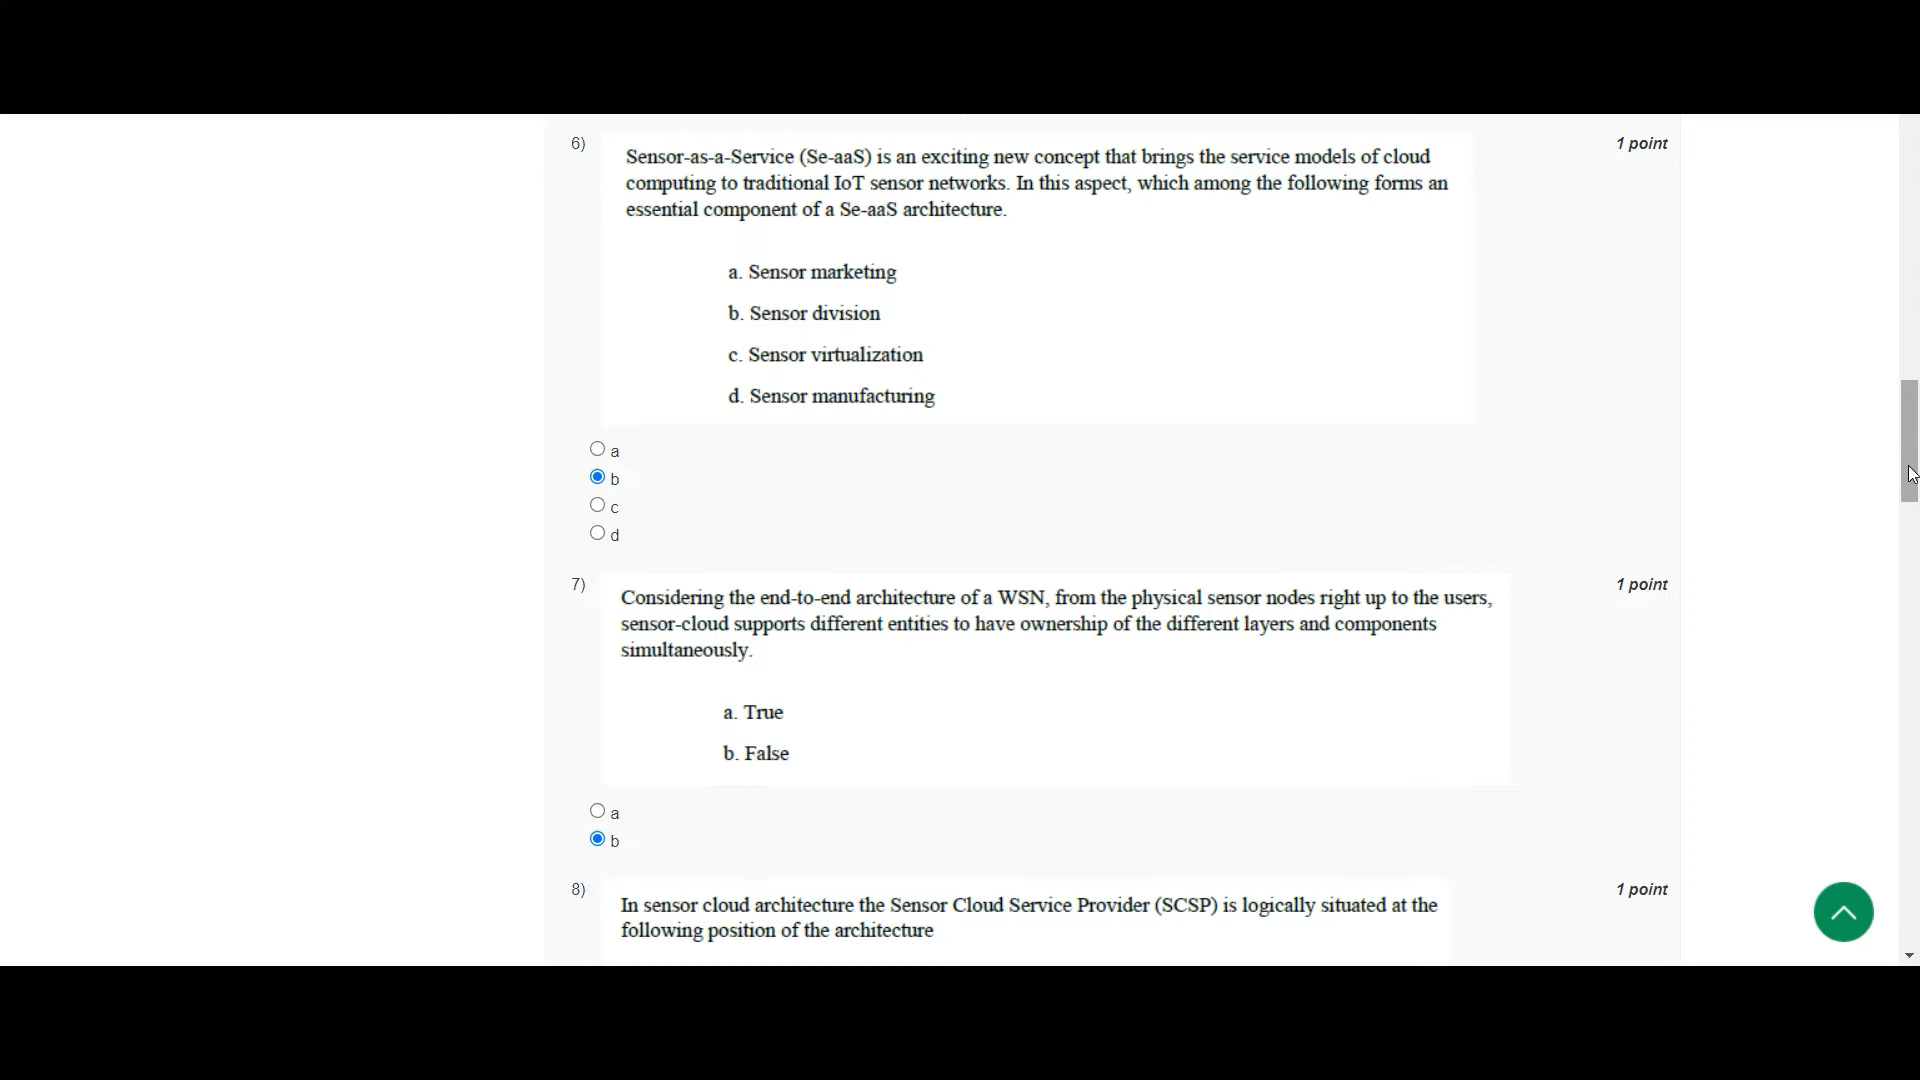 6)
1 point
Sensor-as-a-Service (Se-aaS) is an exciting new concept that brings the service models of cloud
computing to traditional IoT sensor networks. In this aspect, which among the following forms an
essential component of a Se-aaS architecture.
a. Sensor marketing
b. Sensor division
c. Sensor virtualization
d. Sensor manufacturing
a
b
c
d
7)
1 point
Considering the end-to-end architecture of a WSN, from the physical sensor nodes right up to the users,
sensor-cloud supports different entities to have ownership of the different layers and components
simultaneously.
a. True
b. False
a
b
8)
1 point
In sensor cloud architecture the Sensor Cloud Service Provider (SCSP) is logically situated at the
following position of the architecture